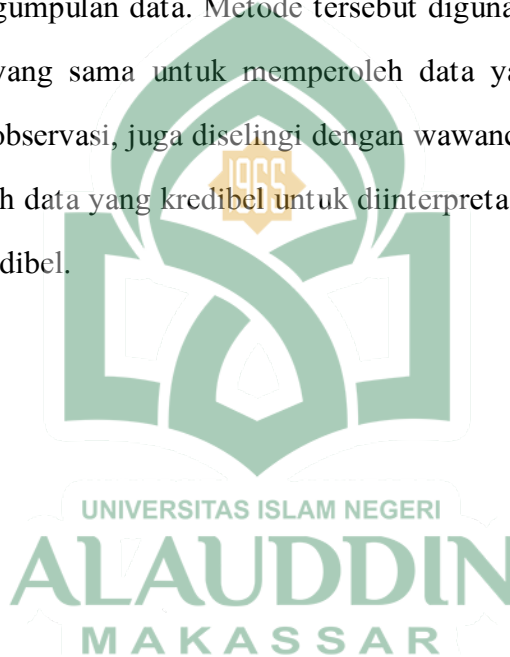 gumpulan data. Metode tersebut diguna
yang sama untuk memperoleh data ya
observasi, juga diselingi dengan wawanc
h data yang kredibel untuk diinterpreta
dibel.
1965
UNIVERSITAS ISLAM NEGERI
ALAUDDIN
MAKASSAR